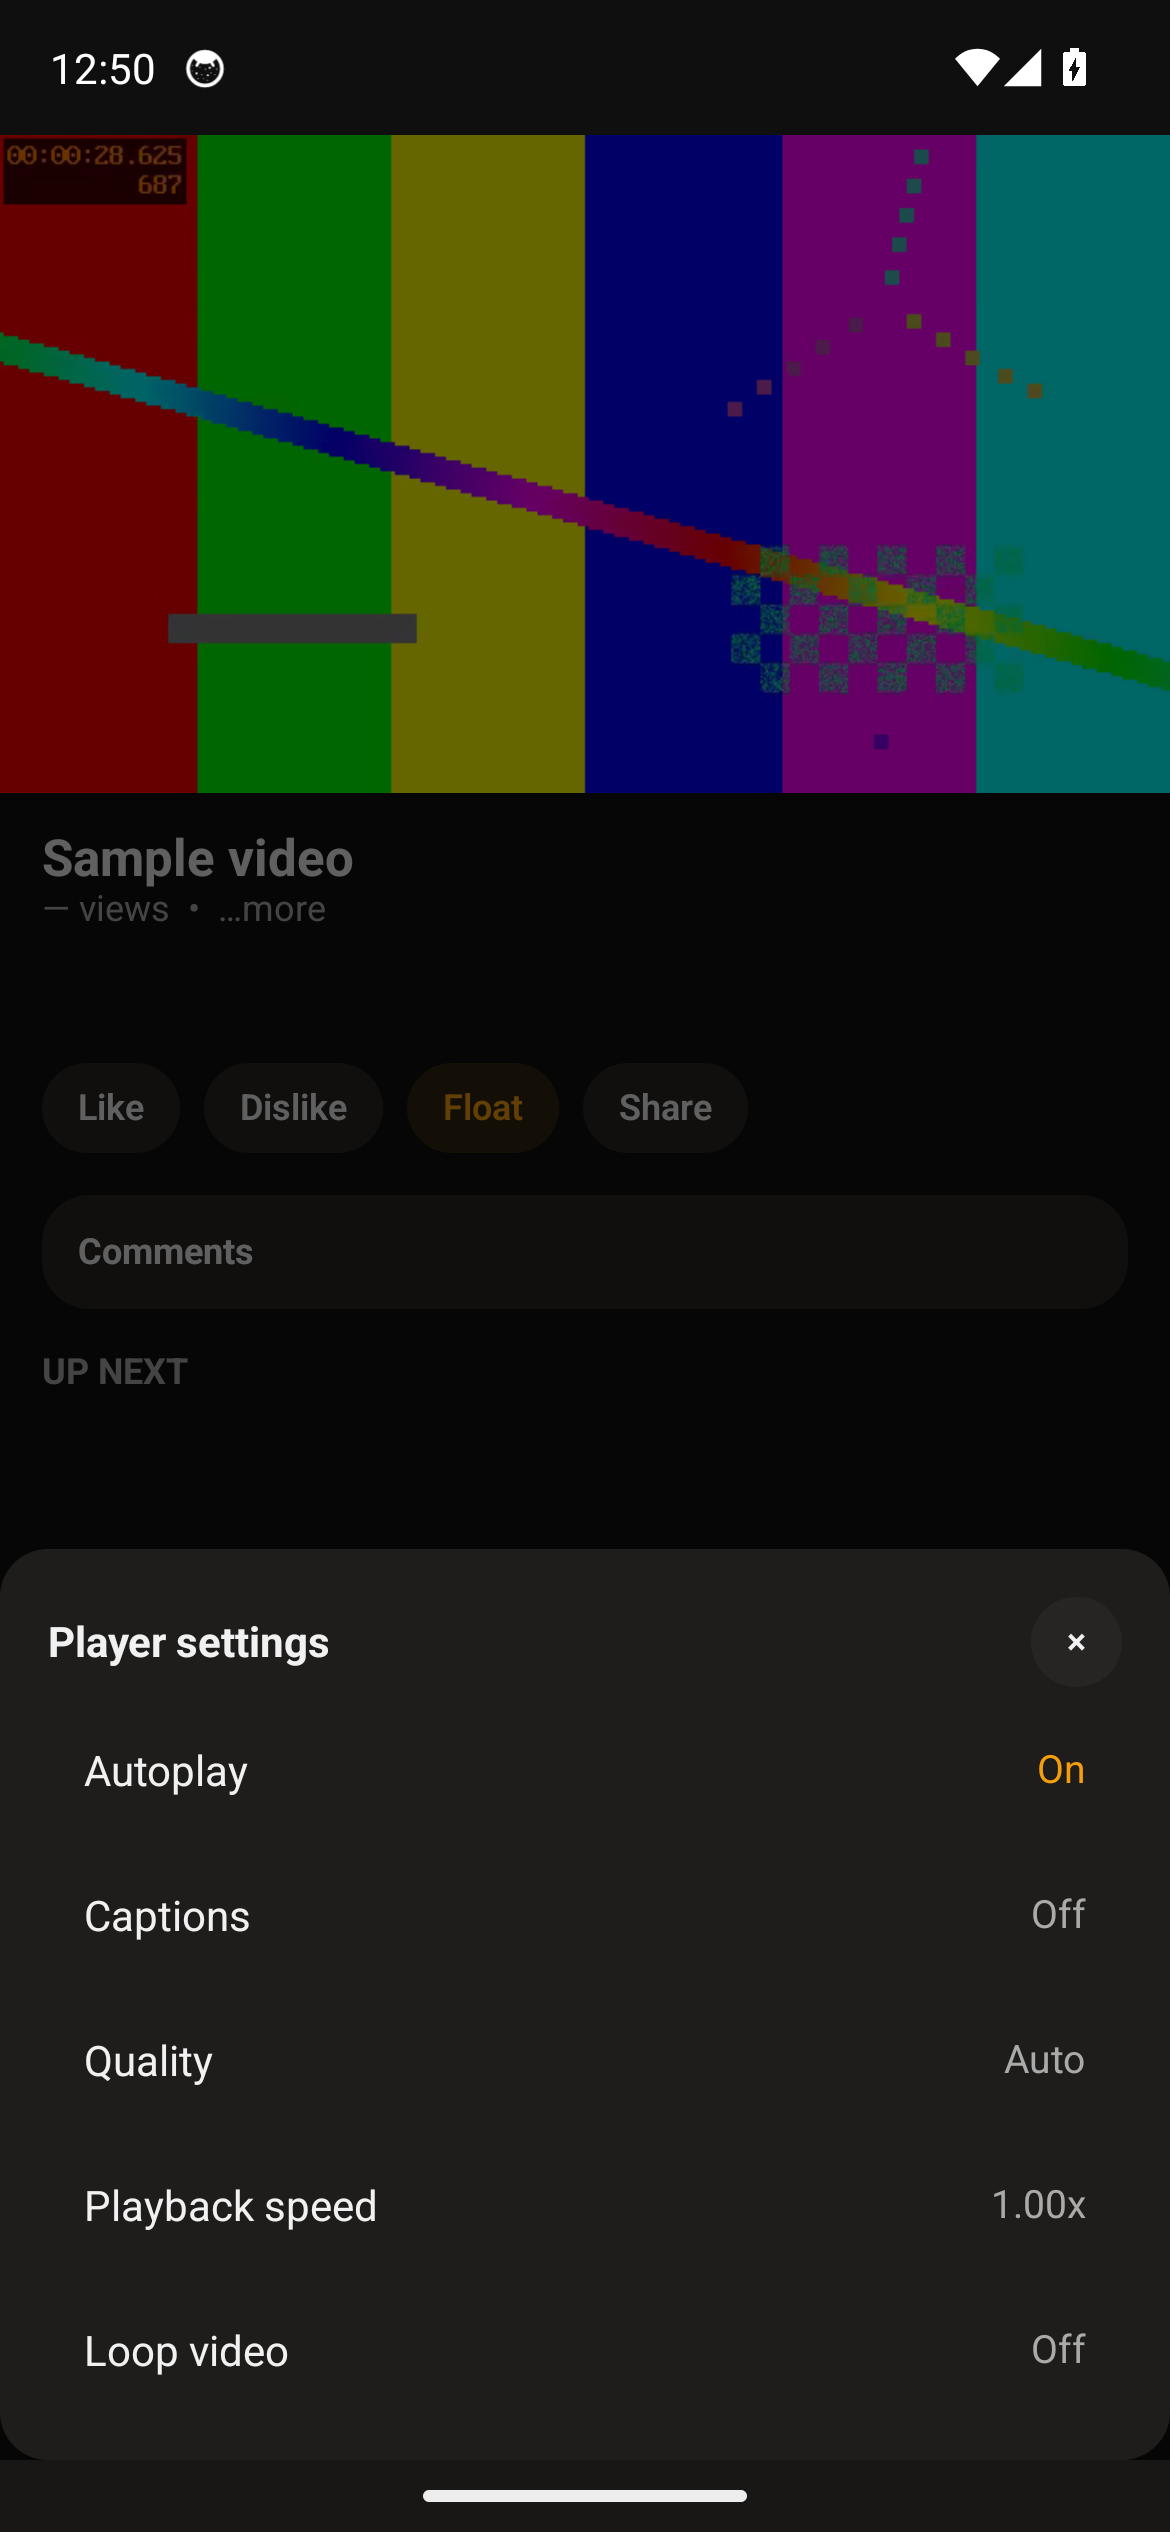 12:50
00:00:28.625
687
Sample video
— views • …more
Like Dislike Float Share
Comments
UP NEXT
Player settings ×
Autoplay On
Captions Off
Quality Auto
Playback speed 1.00x
Loop video Off